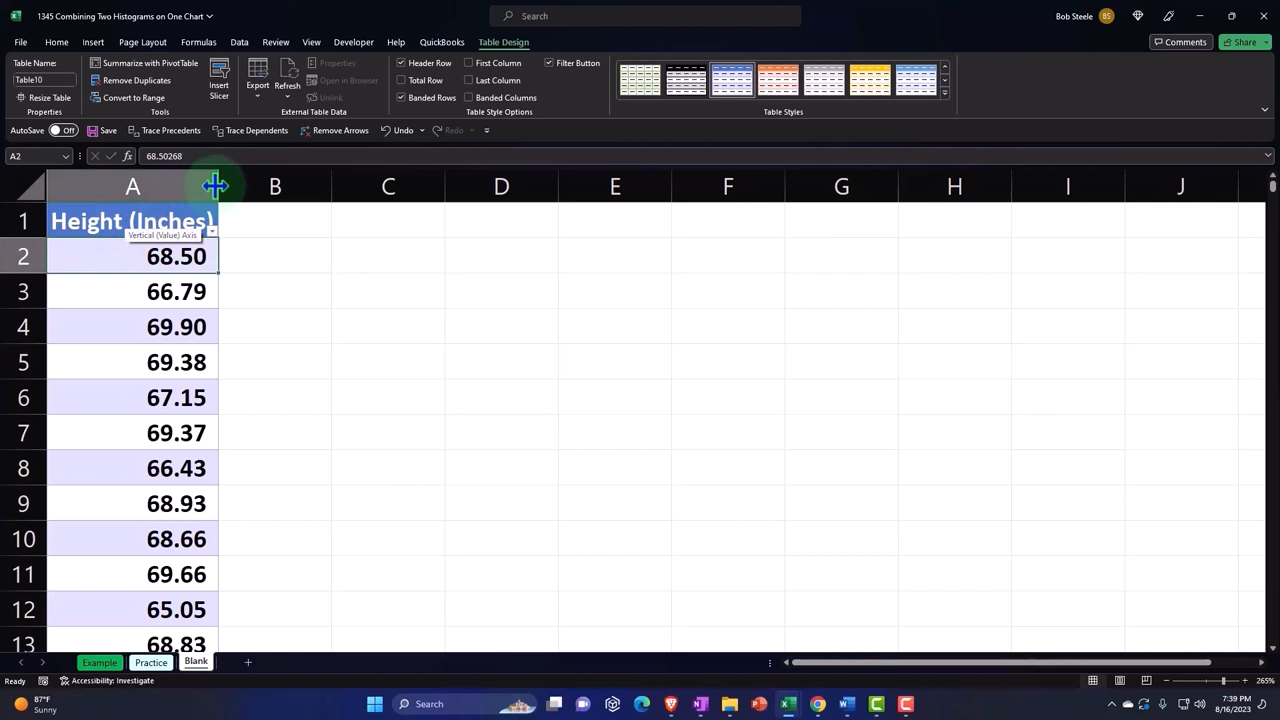 1345 Combining Two Histograms on One Chart
Search
Bob Steele BS
File Home Insert Page Layout Formulas Data Review View Developer Help QuickBooks Table Design Comments Share
Table Name:
Table10
Resize Table
Properties
Summarize with PivotTable
Remove Duplicates
Convert to Range
Insert Slicer
Tools
Export
Refresh
Properties
Open in Browser
Unlink
External Table Data
Header Row First Column Filter Button
Total Row Last Column
Banded Rows Banded Columns
Table Style Options
Table Styles
AutoSave Off Save Trace Precedents Trace Dependents Remove Arrows Undo Redo
A2 fx 68.50268
A B C D E F G H I J
1 Height (Inches)
Vertical (Value) Axis
2 68.50
3 66.79
4 69.90
5 69.38
6 67.15
7 69.37
8 66.43
9 68.93
10 68.66
11 69.66
12 65.05
13 68.83
Example Practice Blank
Ready Accessibility: Investigate 265%
87°F
Sunny
Search
7:39 PM
8/16/2023